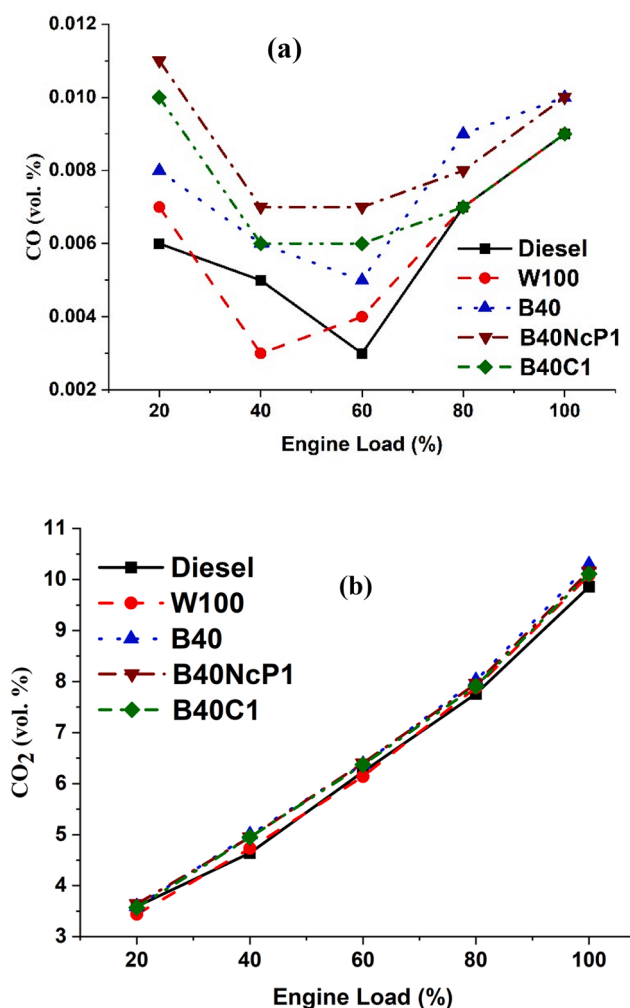 (a)
CO (vol. %)
0.012
0.010
0.008
0.006
0.004
0.002
Diesel
W100
B40
B40NcP1
B40C1
20 40 60 80 100
Engine Load (%)
(b)
CO₂ (vol. %)
11
10
9
8
7
6
5
4
3
Diesel
W100
B40
B40NcP1
B40C1
20 40 60 80 100
Engine Load (%)